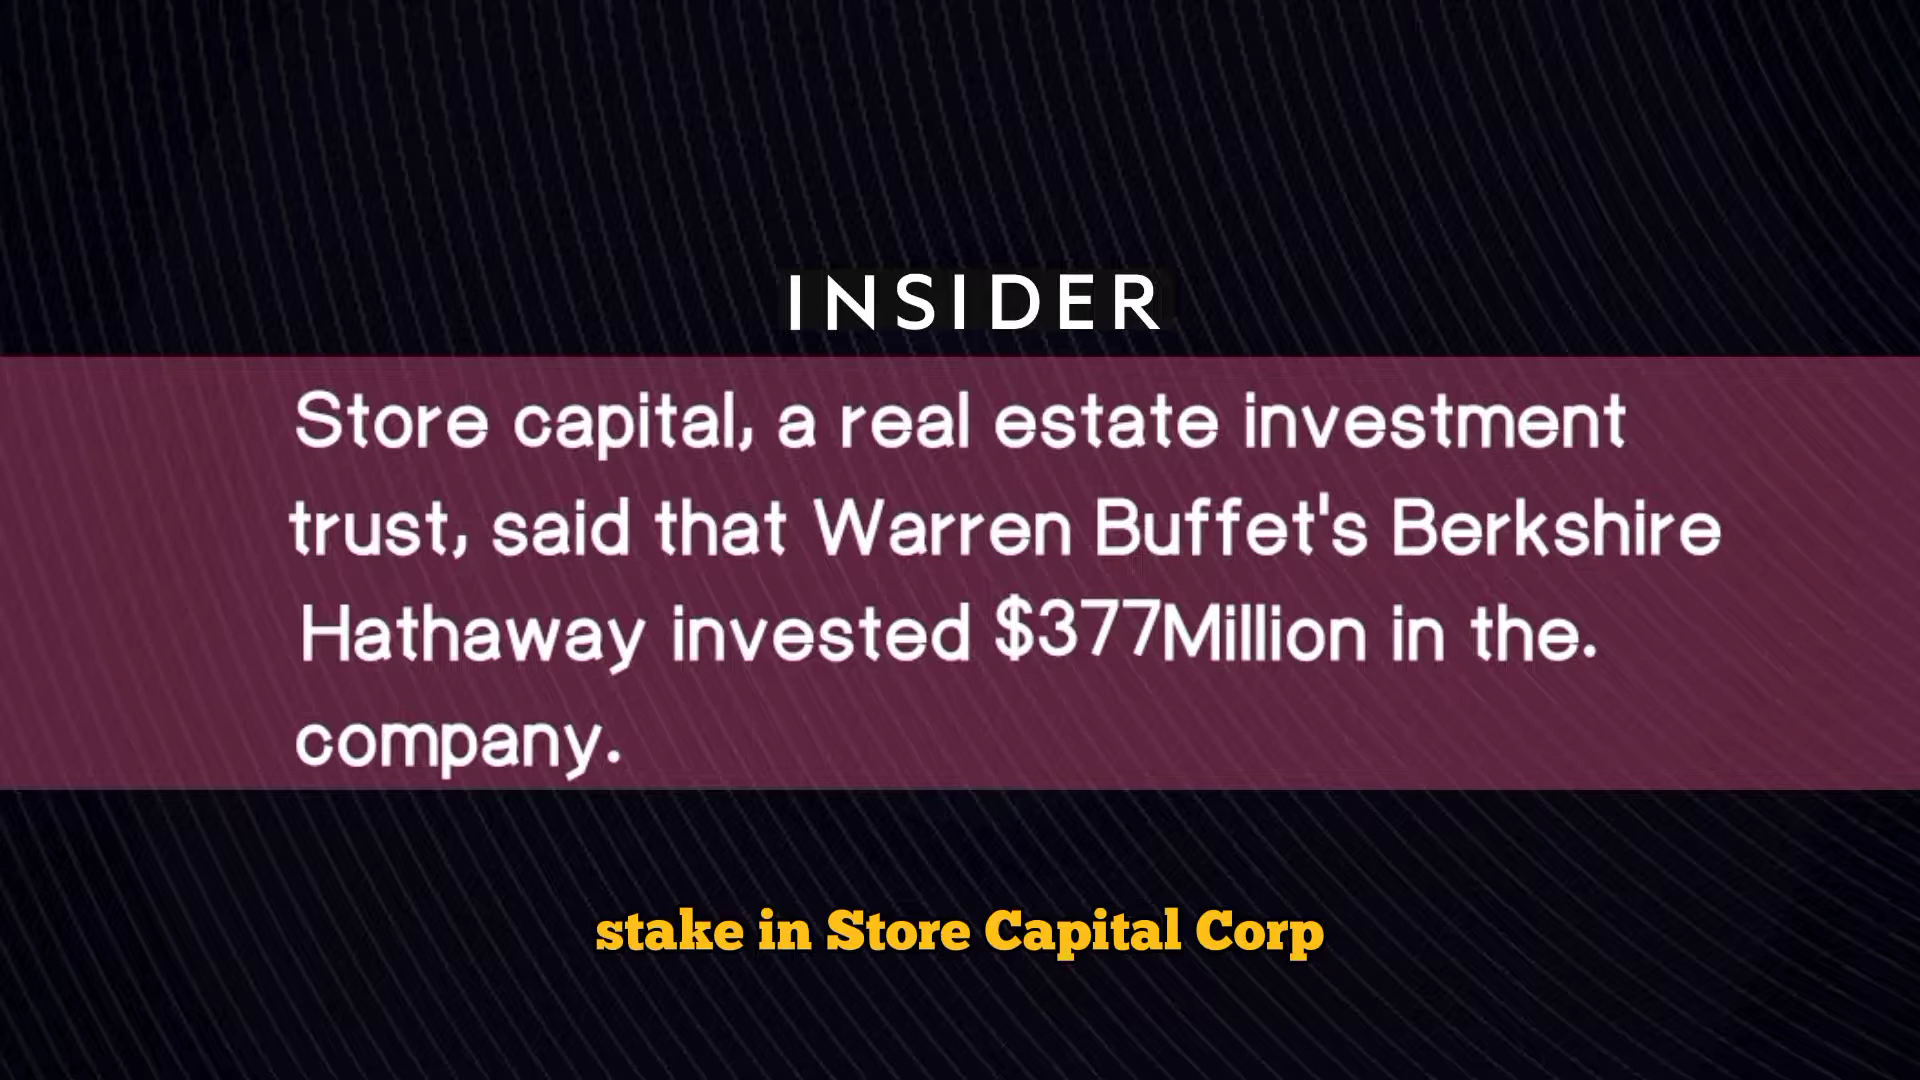 INSIDER
Store capital, a real estate investment
trust, said that Warren Buffet's Berkshire
Hathaway invested $377Million in the.
company.
stake in Store Capital Corp